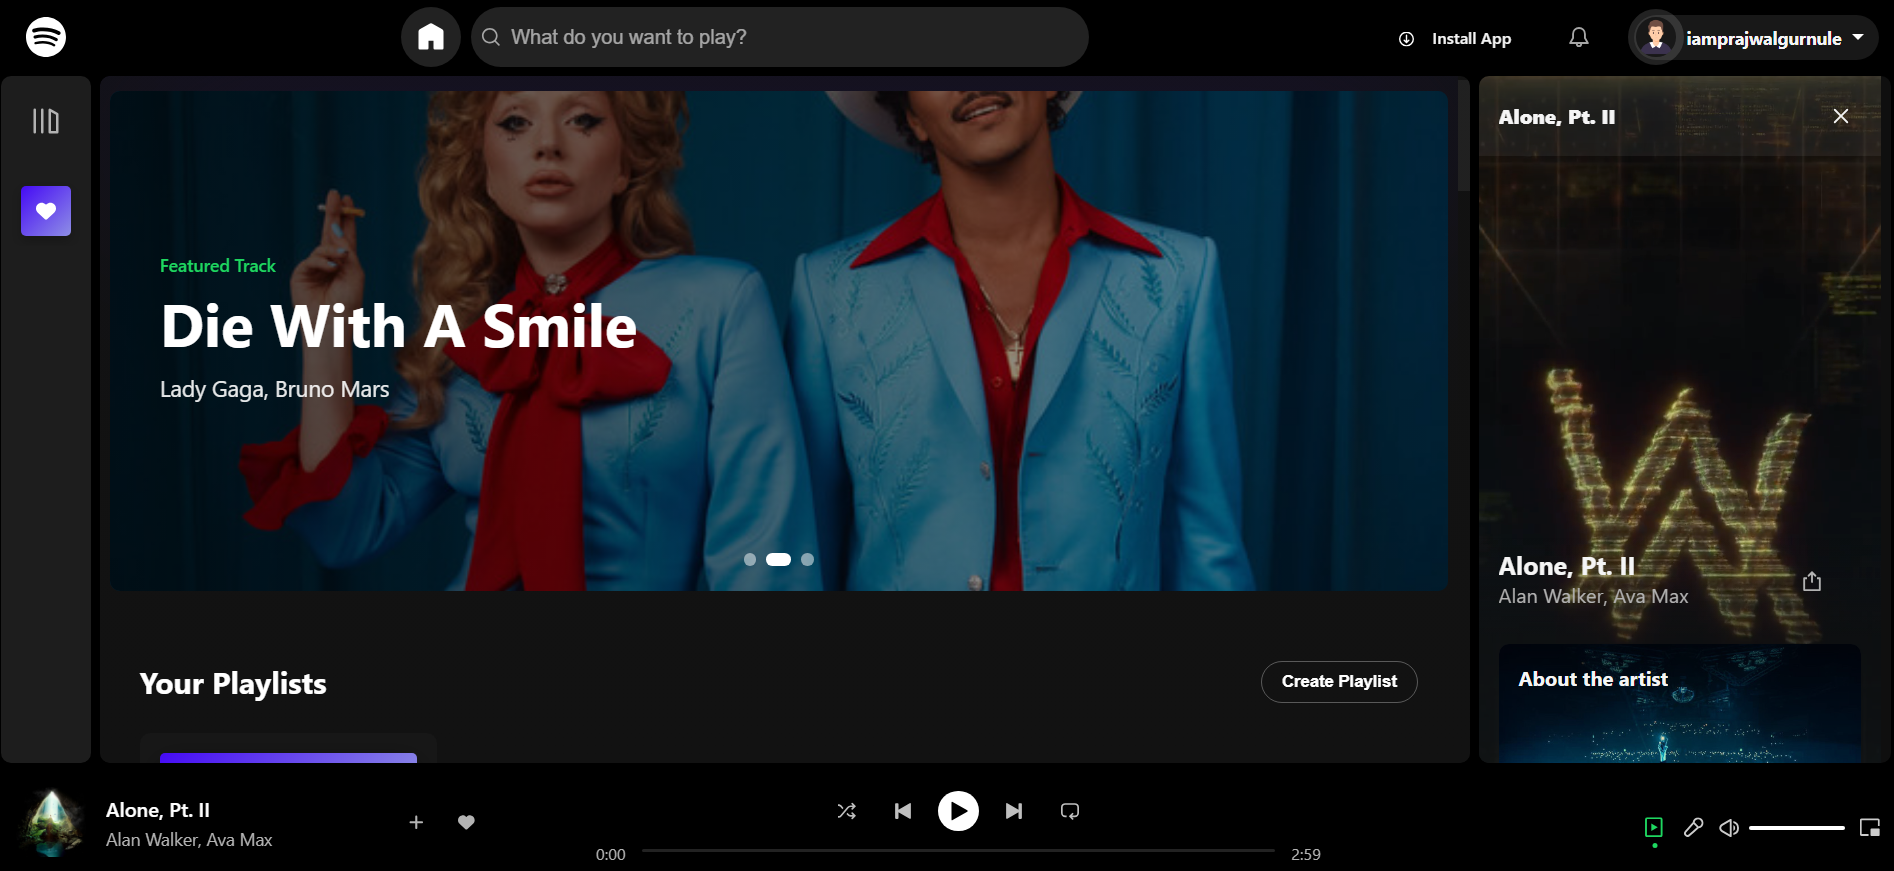 What do you want to play?
Install App
iamprajwalgurnule
Featured Track
Die With A Smile
Lady Gaga, Bruno Mars
Your Playlists
Create Playlist
Alone, Pt. II
Alone, Pt. II
Alan Walker, Ava Max
About the artist
Alone, Pt. II
Alan Walker, Ava Max
0:00
2:59